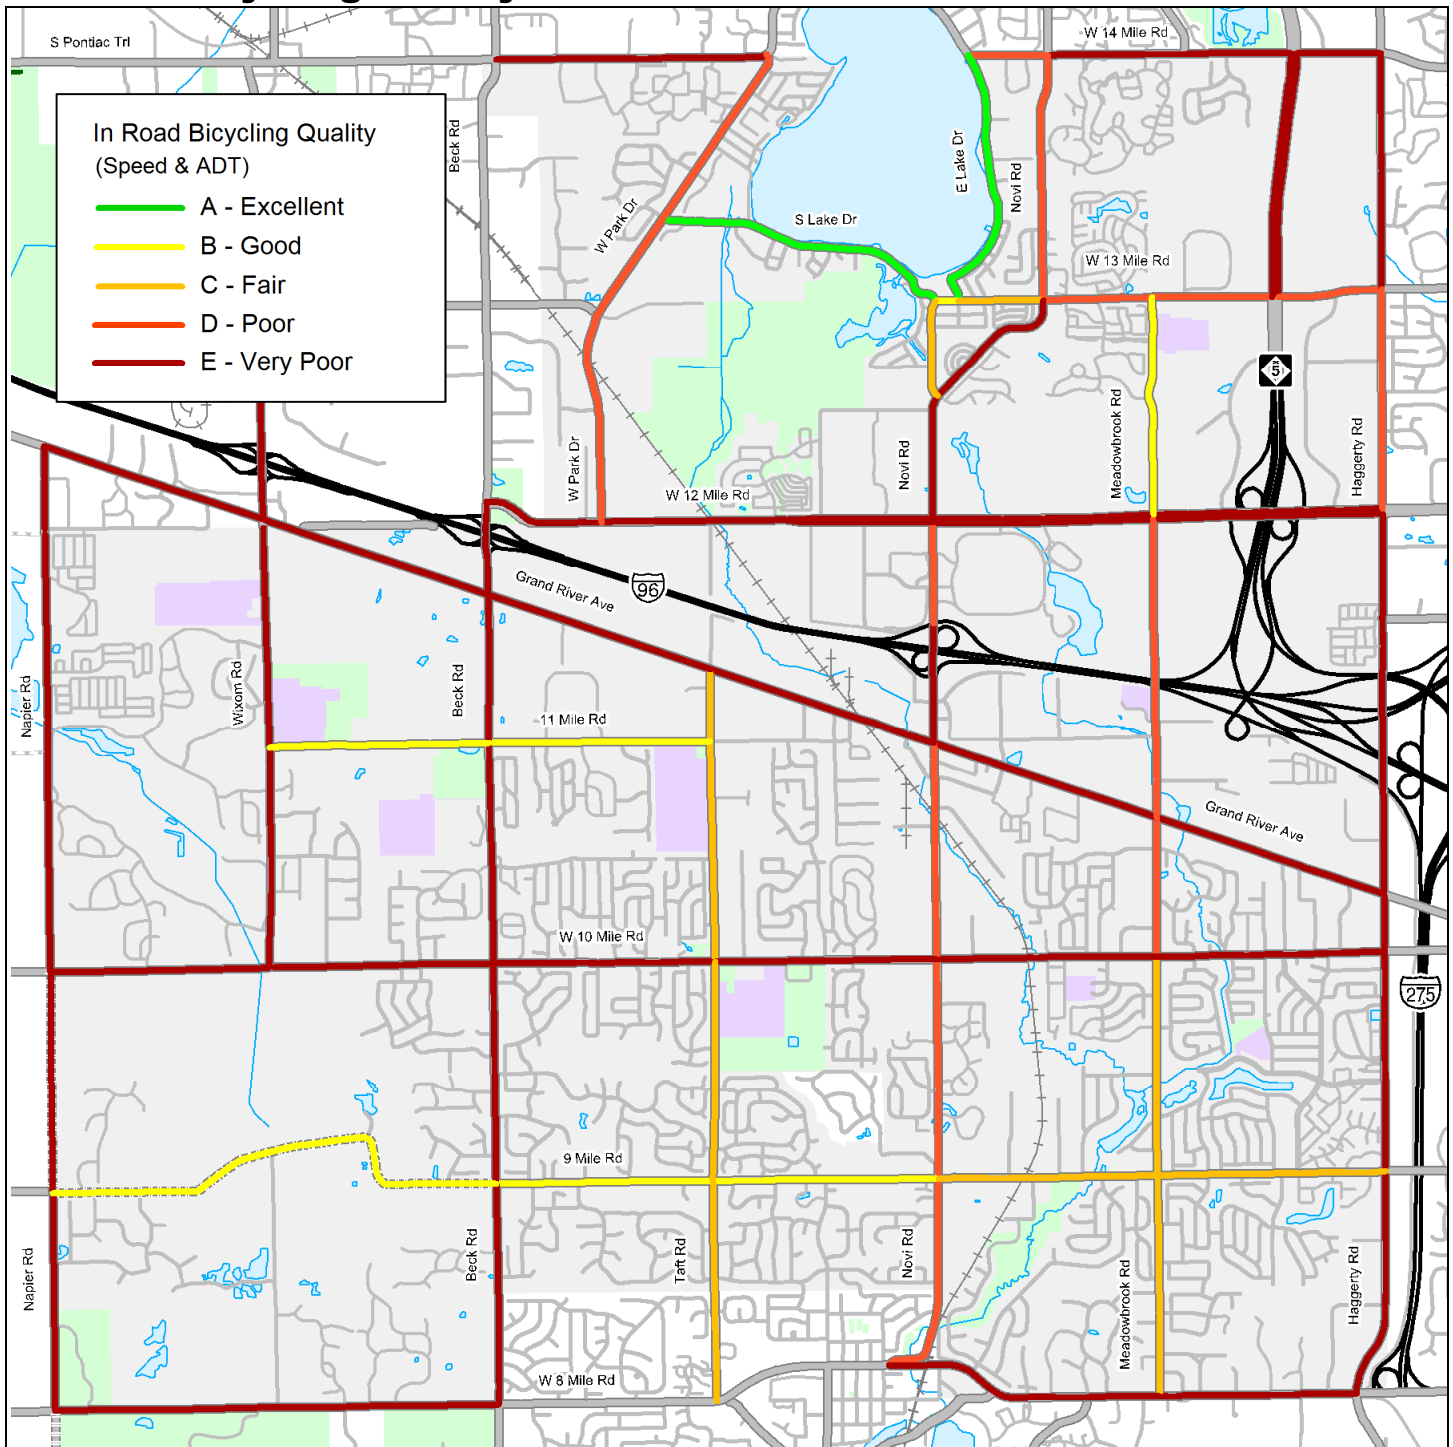 S Pontiac Trl
W 14 Mile Rd
In Road Bicycling Quality
(Speed & ADT)
A - Excellent
B - Good
C - Fair
D - Poor
E - Very Poor
Beck Rd
E Lake Dr
Novi Rd
W Park Dr
S Lake Dr
W 13 Mile Rd
5
Meadowbrook Rd
Haggerty Rd
W Park Dr
Novi Rd
W 12 Mile Rd
Grand River Ave
96
Napier Rd
Wixom Rd
Beck Rd
11 Mile Rd
Grand River Ave
W 10 Mile Rd
275
9 Mile Rd
Napier Rd
Beck Rd
Taft Rd
Novi Rd
Meadowbrook Rd
Haggerty Rd
W 8 Mile Rd